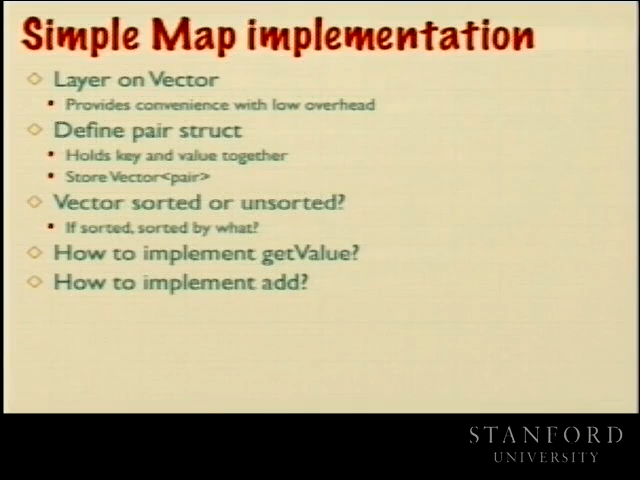 Simple Map implementation
Layer on Vector
Provides convenience with low overhead
Define pair struct
Holds key and value together
Store Vector<pair>
Vector sorted or unsorted?
If sorted, sorted by what?
How to implement getValue?
How to implement add?
STANFORD
UNIVERSITY